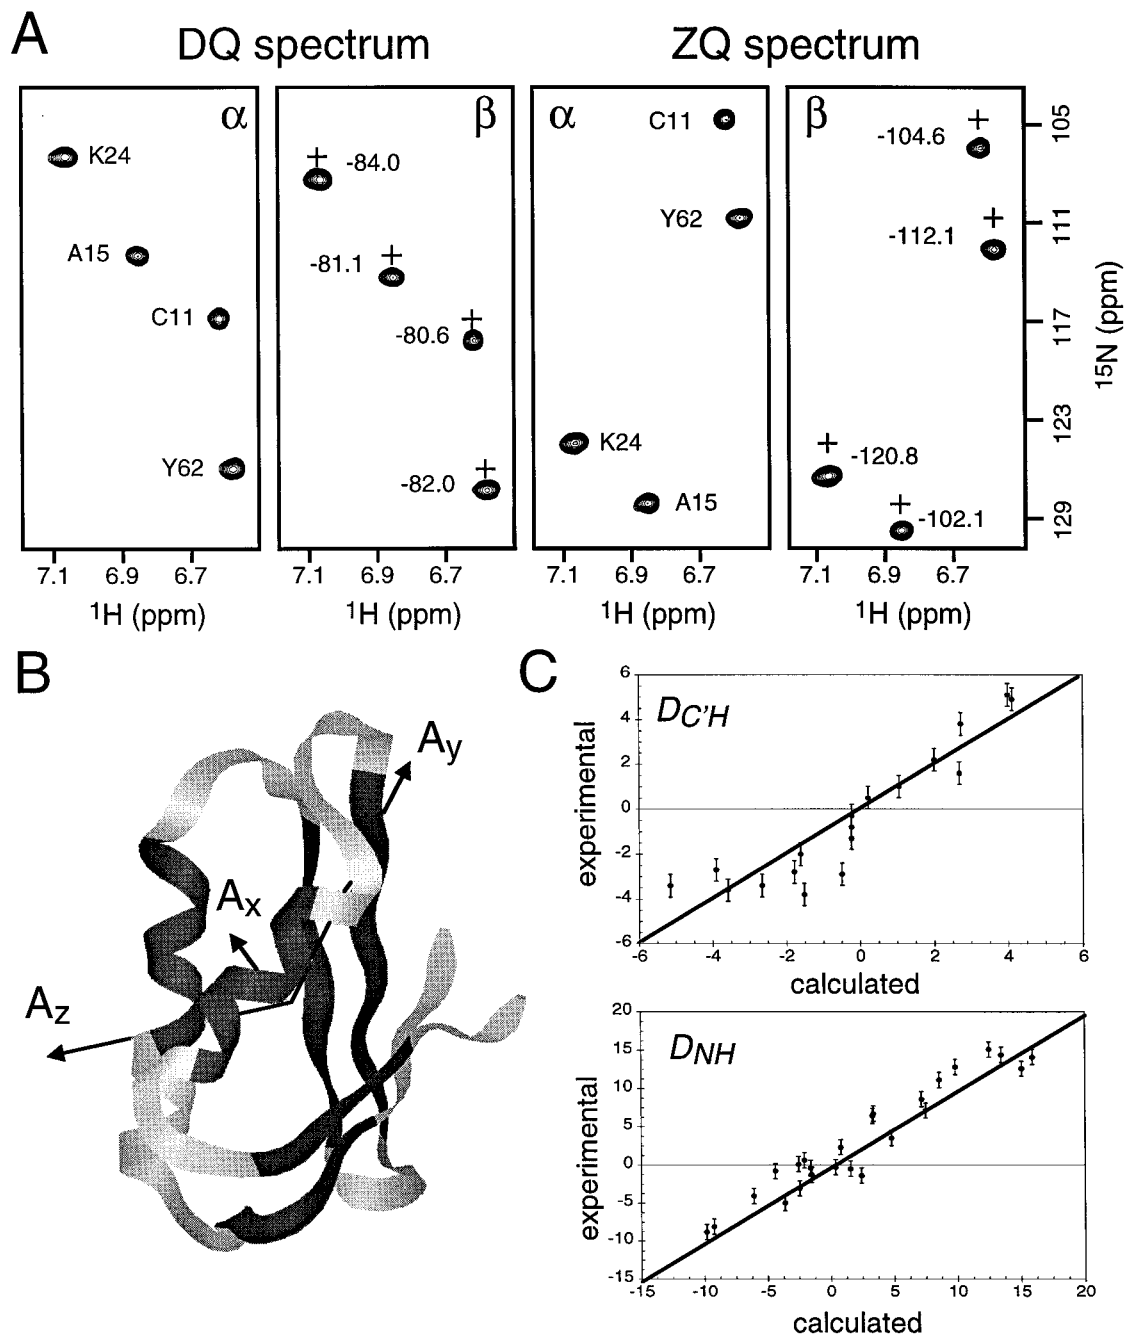 A
DQ spectrum
ZQ spectrum
α
β
α
β
K24
A15
C11
Y62
-84.0
-81.1
-80.6
-82.0
C11
Y62
K24
A15
-104.6
-112.1
-120.8
-102.1
105
111
117
123
129
15N (ppm)
7.1 6.9 6.7
7.1 6.9 6.7
7.1 6.9 6.7
7.1 6.9 6.7
1H (ppm)
1H (ppm)
1H (ppm)
1H (ppm)
B
Ay
Ax
Az
C
DC'H
experimental
6
4
2
0
-2
-4
-6
-6 -4 -2 0 2 4 6
calculated
DNH
experimental
20
15
10
5
0
-5
-10
-15
-15 -10 -5 0 5 10 15 20
calculated